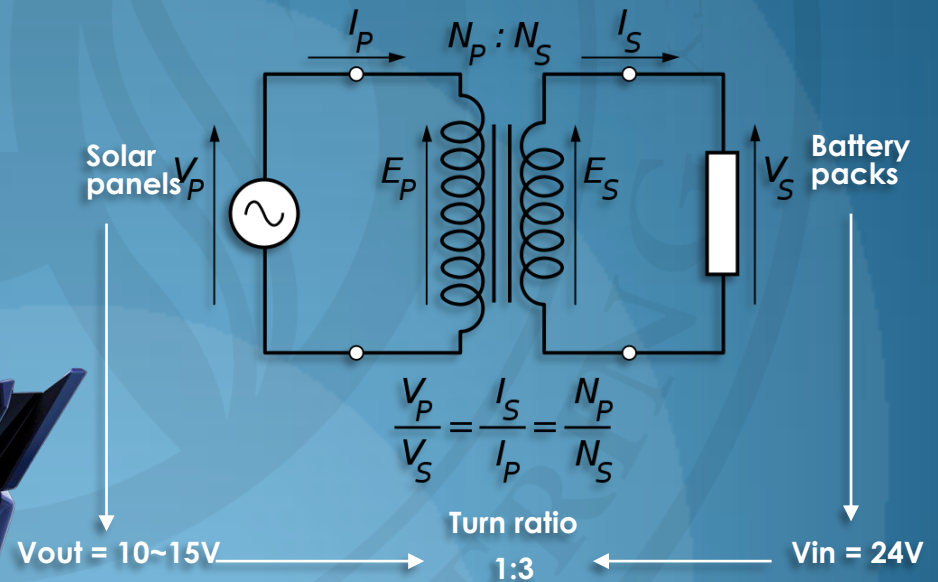 I_P
N_P : N_S
I_S
Solar
panels
V_P
E_P
E_S
V_S
Battery
packs
V_P/V_S = I_S/I_P = N_P/N_S
Turn ratio
1:3
Vout = 10~15V
Vin = 24V